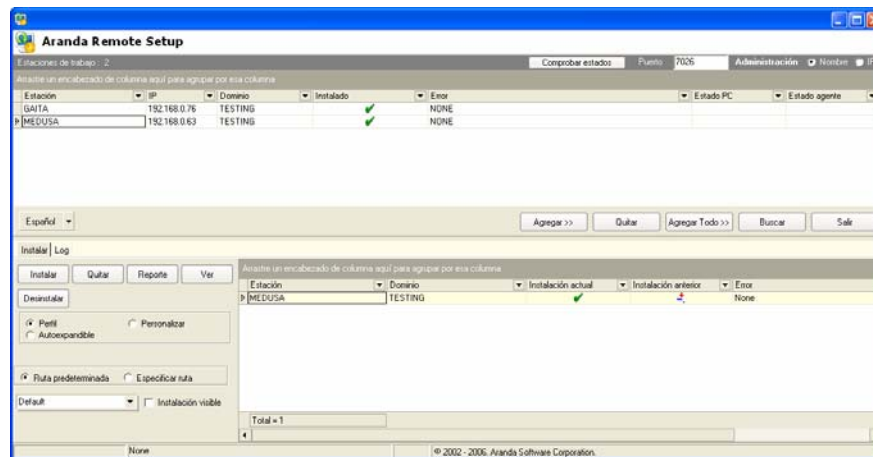 Aranda Remote Setup
Estaciones de trabajo : 2 Comprobar estados Puerto 7026 Administración Nombre IP
Arrastre un encabezado de columna aquí para agrupar por esa columna
Estación IP Dominio Instalado Error Estado PC Estado agente
GAITA 192.168.0.76 TESTING NONE
MEDUSA 192.168.0.63 TESTING NONE
Español Agregar >> Quitar Agregar Todo >> Buscar Salir
Instalar Log
Instalar Quitar Reporte Ver
Desinstalar
Perfil Personalizar
Autoexpandible
Ruta predeterminada Especificar ruta
Default Instalación visible
Arrastre un encabezado de columna aquí para agrupar por esa columna
Estación Dominio Instalación actual Instalación anterior Error
MEDUSA TESTING None
Total = 1
None © 2002 - 2006. Aranda Software Corporation.